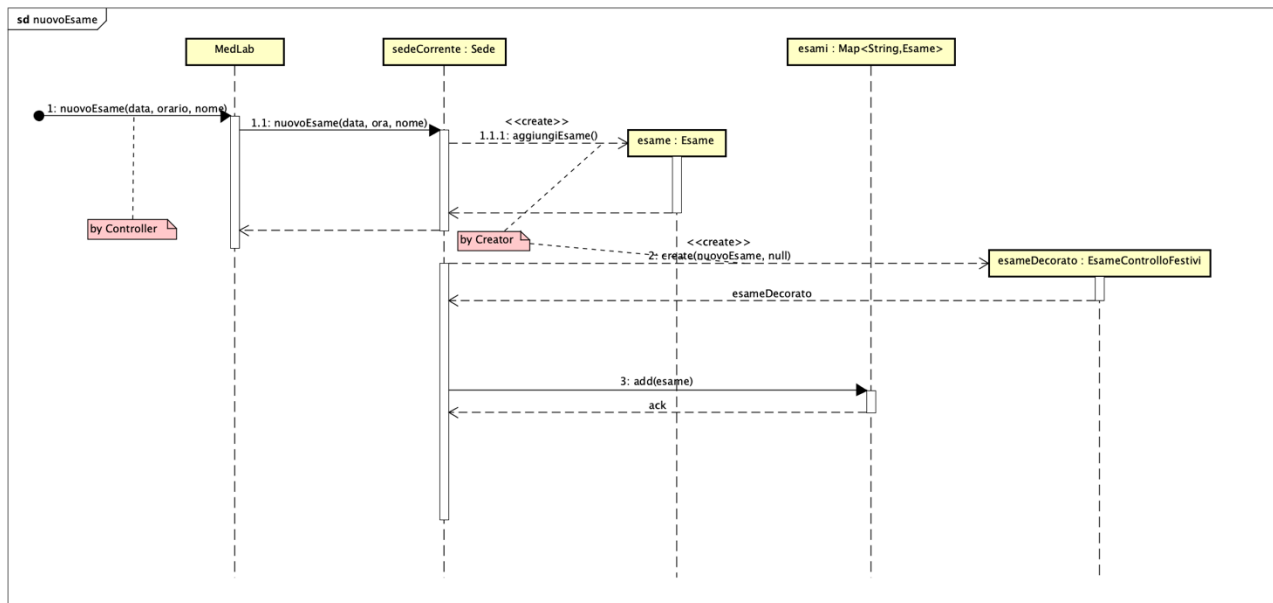 sd nuovoEsame
MedLab
sedeCorrente : Sede
esami : Map<String,Esame>
1: nuovoEsame(data, orario, nome)
1.1: nuovoEsame(data, ora, nome)
<<create>>
1.1.1: aggiungiEsame()
esame : Esame
by Controller
by Creator
<<create>>
2: create(nuovoEsame, null)
esameDecorato : EsameControlloFestivi
esameDecorato
3: add(esame)
ack